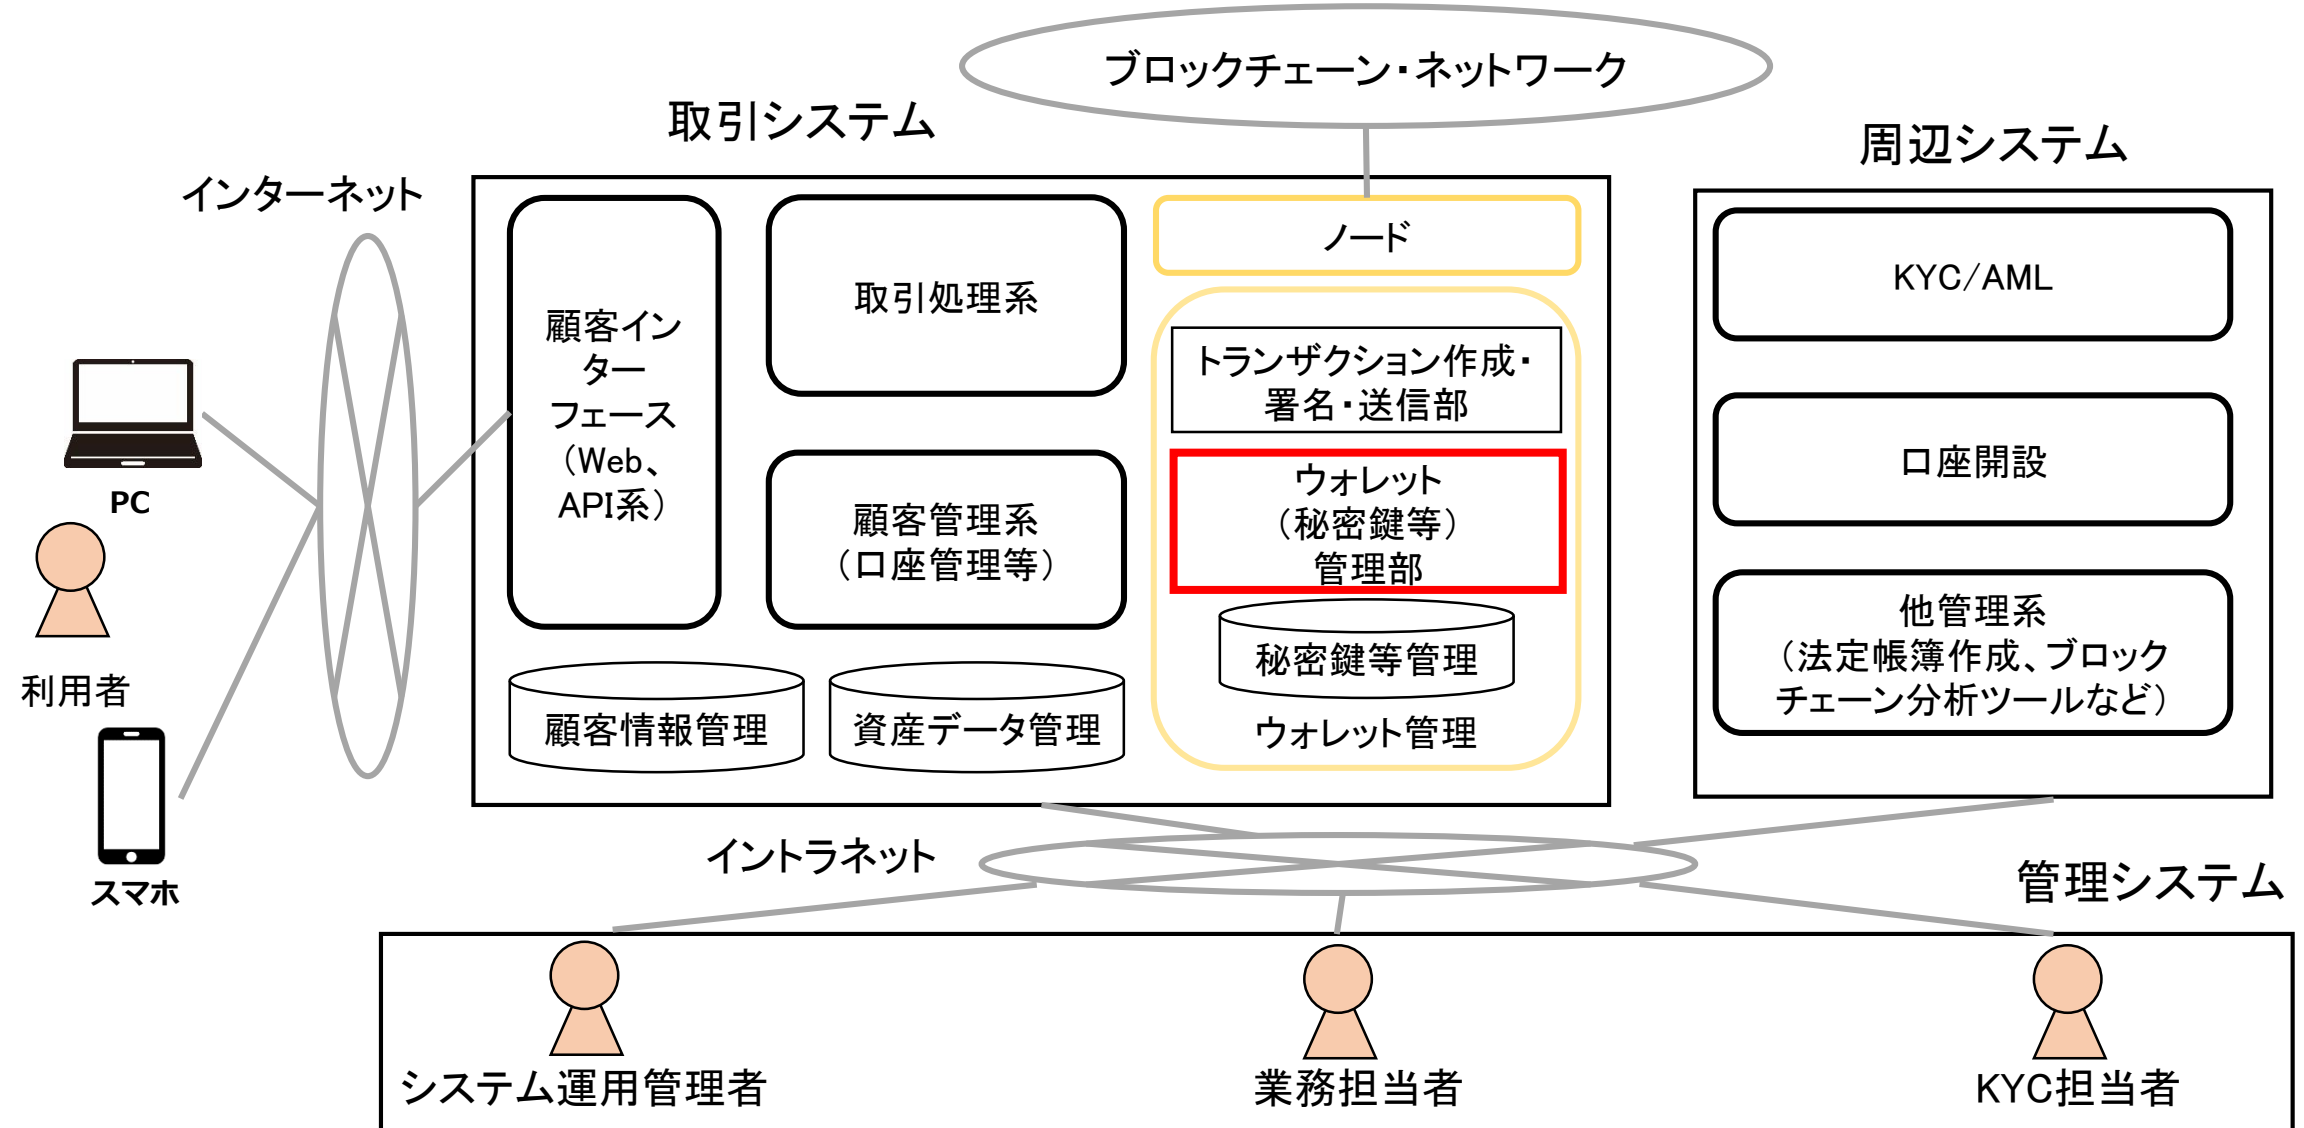 ブロックチェーン・ネットワーク
取引システム
周辺システム
インターネット
ノード
KYC/AML
取引処理系
顧客イン
ター
フェース
（Web、
API系）
トランザクション作成・
署名・送信部
口座開設
ウォレット
（秘密鍵等）
管理部
顧客管理系
（口座管理等）
PC
利用者
スマホ
秘密鍵等管理
他管理系
（法定帳簿作成、ブロック
チェーン分析ツールなど）
顧客情報管理
資産データ管理
ウォレット管理
イントラネット
管理システム
システム運用管理者
業務担当者
KYC担当者